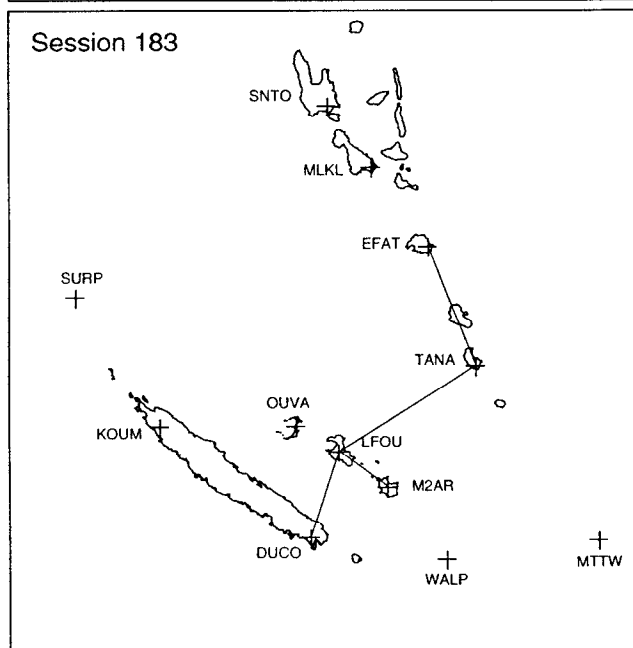 Session 183
SNTO
MLKL
EFAT
SURP
TANA
OUVA
KOUM
LFOU
M2AR
DUCO
WALP
MTTW